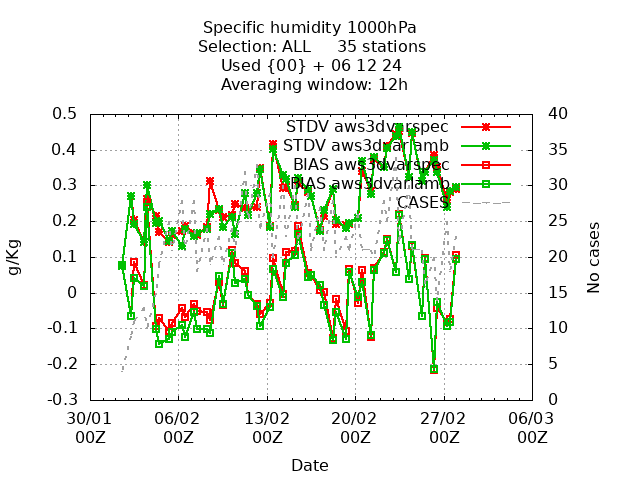 Specific humidity 1000hPa
Selection: ALL 35 stations
Used {00} + 06 12 24
Averaging window: 12h
STDV aws3dvarspec
STDV aws3dvarlamb
BIAS aws3dvarspec
BIAS aws3dvarlamb
CASES
g/Kg
0.5
0.4
0.3
0.2
0.1
0
-0.1
-0.2
-0.3
No cases
40
35
30
25
20
15
10
5
0
30/01 06/02 13/02 20/02 27/02 06/03
00Z 00Z 00Z 00Z 00Z 00Z
Date